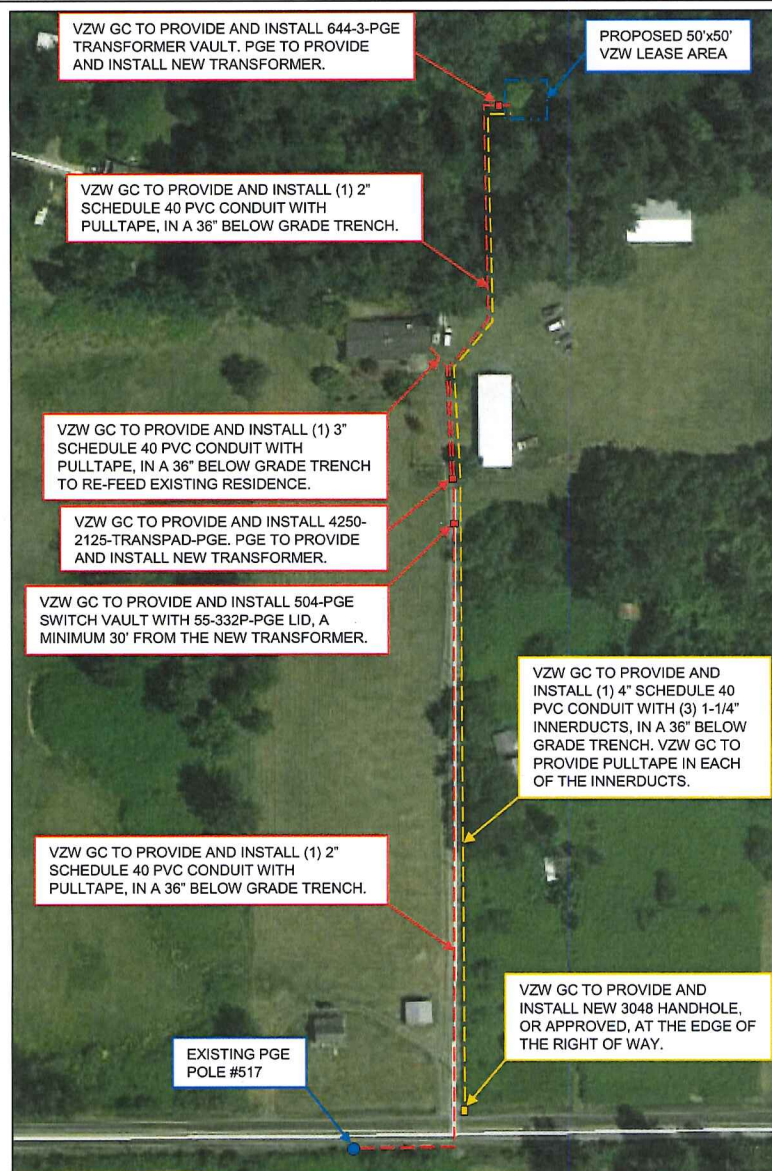 VZW GC TO PROVIDE AND INSTALL 644-3-PGE
TRANSFORMER VAULT. PGE TO PROVIDE
AND INSTALL NEW TRANSFORMER.
PROPOSED 50'x50'
VZW LEASE AREA
VZW GC TO PROVIDE AND INSTALL (1) 2"
SCHEDULE 40 PVC CONDUIT WITH
PULLTAPE, IN A 36" BELOW GRADE TRENCH.
VZW GC TO PROVIDE AND INSTALL (1) 3"
SCHEDULE 40 PVC CONDUIT WITH
PULLTAPE, IN A 36" BELOW GRADE TRENCH
TO RE-FEED EXISTING RESIDENCE.
VZW GC TO PROVIDE AND INSTALL 4250-
2125-TRANSPAD-PGE. PGE TO PROVIDE
AND INSTALL NEW TRANSFORMER.
VZW GC TO PROVIDE AND INSTALL 504-PGE
SWITCH VAULT WITH 55-332P-PGE LID, A
MINIMUM 30' FROM THE NEW TRANSFORMER.
VZW GC TO PROVIDE AND
INSTALL (1) 4" SCHEDULE 40
PVC CONDUIT WITH (3) 1-1/4"
INNERDUCTS, IN A 36" BELOW
GRADE TRENCH. VZW GC TO
PROVIDE PULLTAPE IN EACH
OF THE INNERDUCTS.
VZW GC TO PROVIDE AND INSTALL (1) 2"
SCHEDULE 40 PVC CONDUIT WITH
PULLTAPE, IN A 36" BELOW GRADE TRENCH.
VZW GC TO PROVIDE AND
INSTALL NEW 3048 HANDHOLE,
OR APPROVED, AT THE EDGE OF
THE RIGHT OF WAY.
EXISTING PGE
POLE #517